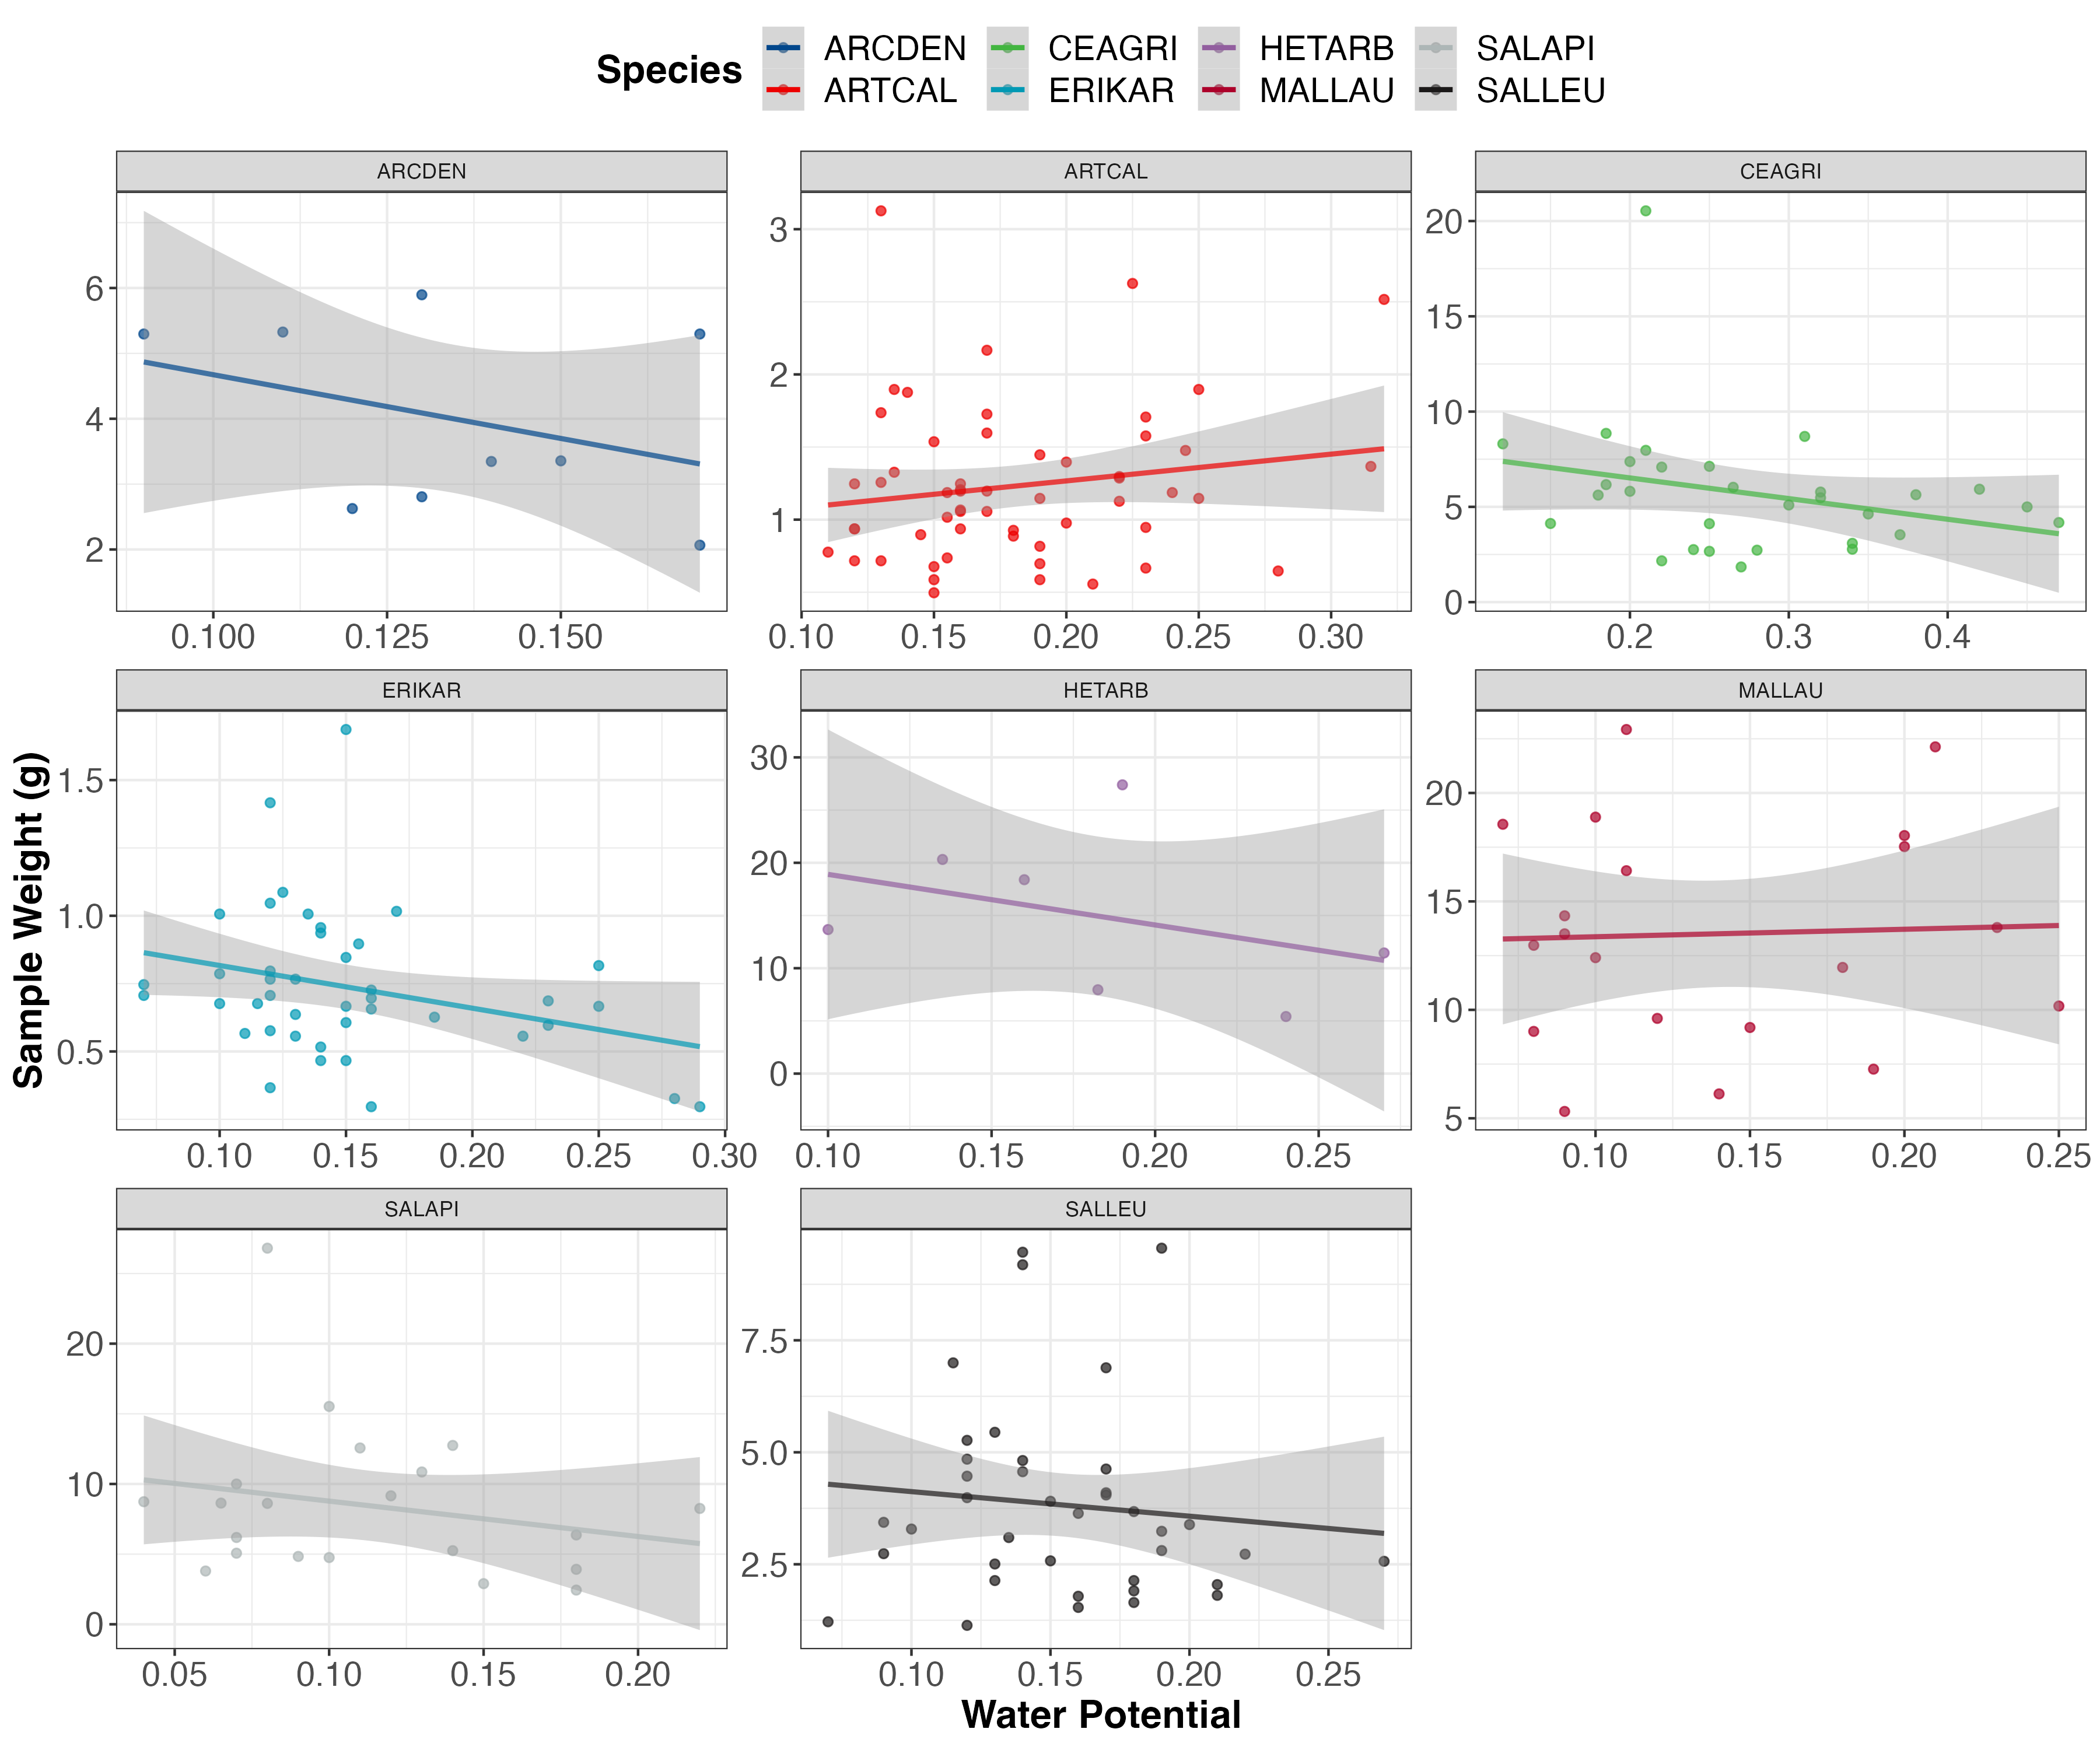 Species
ARCDEN CEAGRI HETARB SALAPI
ARTCAL ERIKAR MALLAU SALLEU
ARCDEN
6
4
2
0.100 0.125 0.150
ARTCAL
3
2
1
0.10 0.15 0.20 0.25 0.30
CEAGRI
20
15
10
5
0
0.2 0.3 0.4
Sample Weight (g)
ERIKAR
1.5
1.0
0.5
0.10 0.15 0.20 0.25 0.30
HETARB
30
20
10
0
0.10 0.15 0.20 0.25
MALLAU
20
15
10
5
0.10 0.15 0.20 0.25
SALAPI
20
10
0
0.05 0.10 0.15 0.20
SALLEU
7.5
5.0
2.5
0.10 0.15 0.20 0.25
Water Potential